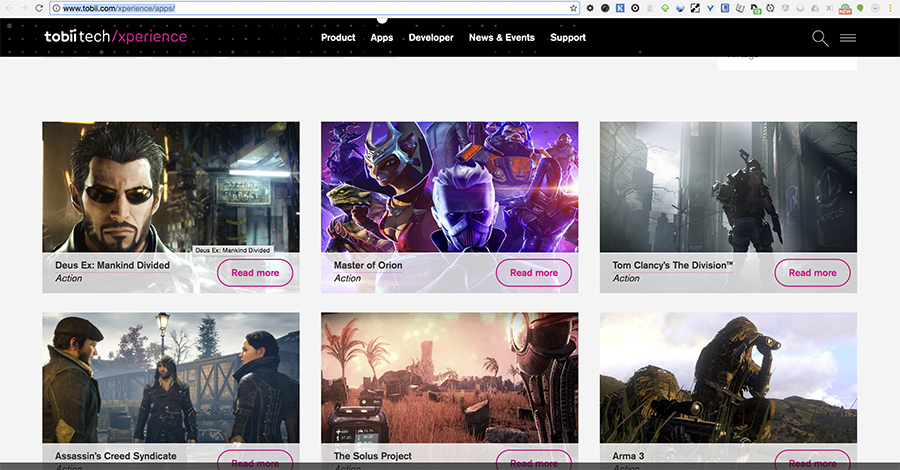 www.tobii.com/xperience/apps/
tobii tech/xperience
Product Apps Developer News & Events Support
Deus Ex: Mankind Divided
Deus Ex: Mankind Divided
Action
Read more
Master of Orion
Action
Read more
Tom Clancy's The Division™
Action
Read more
Assassin's Creed Syndicate
Read more
The Solus Project
Read more
Arma 3
Read more